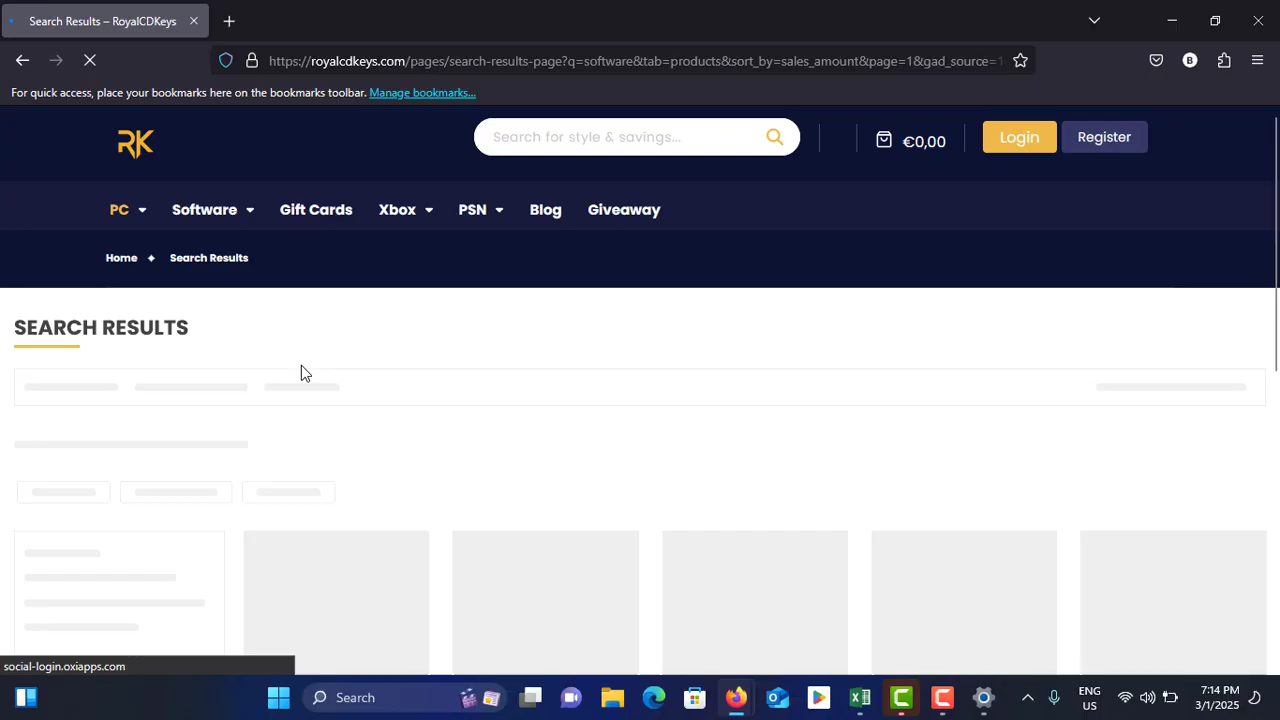 Search Results – RoyalCDKeys
https://royalcdkeys.com/pages/search-results-page?q=software&tab=products&sort_by=sales_amount&page=1&gad_source=1
B
For quick access, place your bookmarks here on the bookmarks toolbar. Manage bookmarks...
RK
Search for style & savings...
€0,00
Login
Register
PC
Software
Gift Cards
Xbox
PSN
Blog
Giveaway
Home
Search Results
SEARCH RESULTS
social-login.oxiapps.com
Search
ENG
US
7:14 PM
3/1/2025